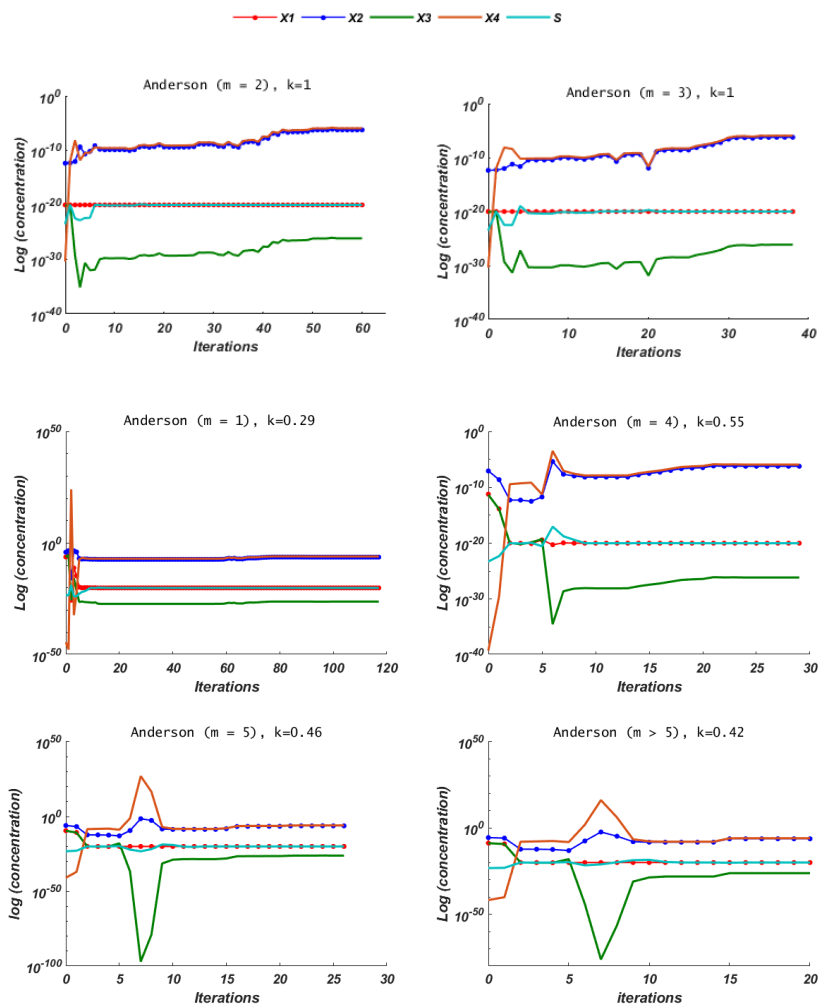 X1 X2 X3 X4 S
Anderson (m = 2), k=1
Log (concentration)
10^0
10^-10
10^-20
10^-30
10^-40
0 10 20 30 40 50 60
Iterations
Anderson (m = 3), k=1
Log (concentration)
10^0
10^-10
10^-20
10^-30
10^-40
0 10 20 30 40
Iterations
Anderson (m = 1), k=0.29
Log (concentration)
10^50
10^0
10^-50
0 20 40 60 80 100 120
Iterations
Anderson (m = 4), k=0.55
Log (concentration)
10^0
10^-10
10^-20
10^-30
10^-40
0 5 10 15 20 25 30
Iterations
Anderson (m = 5), k=0.46
log (concentration)
10^50
10^0
10^-50
10^-100
0 5 10 15 20 25 30
Iterations
Anderson (m > 5), k=0.42
Log (concentration)
10^50
10^0
10^-50
0 5 10 15 20
iterations